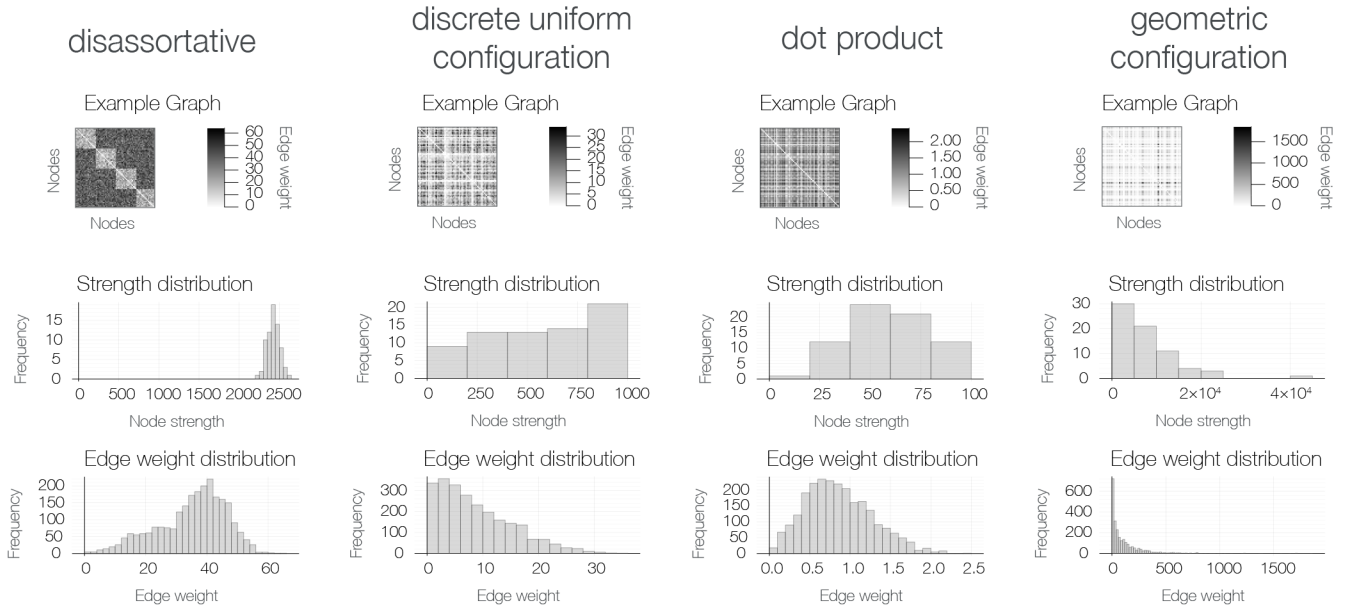 disassortative
Example Graph
Nodes
Nodes
60
50
40
30
20
10
0
Edge weight
Strength distribution
Frequency
15
10
5
0
0 500 1000 1500 2000 2500
Node strength
Edge weight distribution
Frequency
200
150
100
50
0
0 20 40 60
Edge weight
discrete uniform
configuration
Example Graph
Nodes
Nodes
30
25
20
15
10
5
0
Edge weight
Strength distribution
Frequency
20
15
10
5
0
0 250 500 750 1000
Node strength
Edge weight distribution
Frequency
300
200
100
0
0 10 20 30
Edge weight
dot product
Example Graph
Nodes
Nodes
2.00
1.50
1.00
0.50
0
Edge weight
Strength distribution
Frequency
20
15
10
5
0
0 25 50 75 100
Node strength
Edge weight distribution
Frequency
200
150
100
50
0
0.0 0.5 1.0 1.5 2.0 2.5
Edge weight
geometric
configuration
Example Graph
Nodes
Nodes
1500
1000
500
0
Edge weight
Strength distribution
Frequency
30
20
10
0
0 2×10⁴ 4×10⁴
Node strength
Edge weight distribution
Frequency
600
400
200
0
0 500 1000 1500
Edge weight